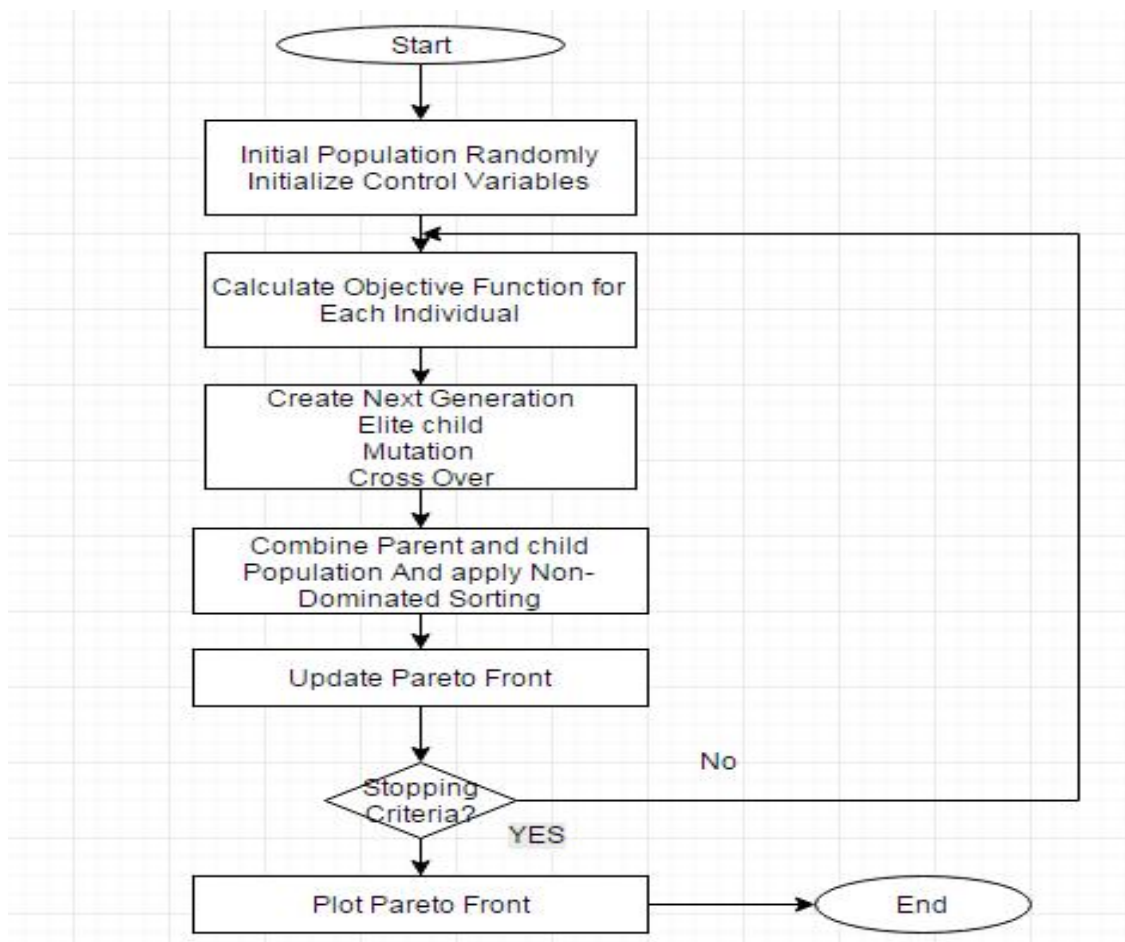 Start
Initial Population Randomly
Initialize Control Variables
Calculate Objective Function for
Each Individual
Create Next Generation
Elite child
Mutation
Cross Over
Combine Parent and child
Population And apply Non-
Dominated Sorting
Update Pareto Front
No
Stopping
Criteria?
YES
Plot Pareto Front
End